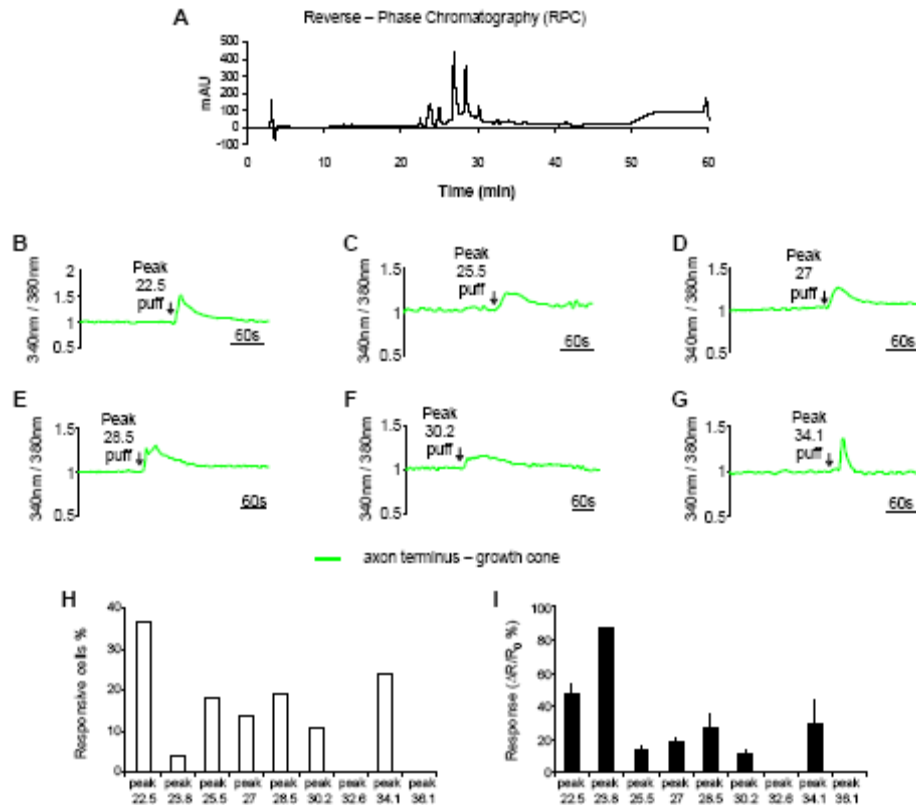 A Reverse – Phase Chromatography (RPC)
500
400
300
200
100
0
-100
mAU
0 10 20 30 40 50 60
Time (min)
B
340nm / 380nm
2
1.5
1
0.5
Peak
22.5
puff
60s
C
1.5
1
0.5
Peak
25.5
puff
60s
D
1.5
1
0.5
Peak
27
puff
60s
E
340nm / 380nm
1.5
1
0.5
Peak
28.5
puff
60s
F
340nm / 380nm
1.5
1
0.5
Peak
30.2
puff
60s
G
340nm / 380nm
1.5
1
0.5
Peak
34.1
puff
60s
axon terminus – growth cone
H
Responsive cells %
40
30
20
10
0
peak peak peak peak peak peak peak peak peak
22.5 23.8 25.5 27 28.5 30.2 32.6 34.1 36.1
I
Response (ΔR/R0 %)
100
80
60
40
20
0
peak peak peak peak peak peak peak peak peak
22.5 23.8 25.5 27 28.5 30.2 32.6 34.1 36.1